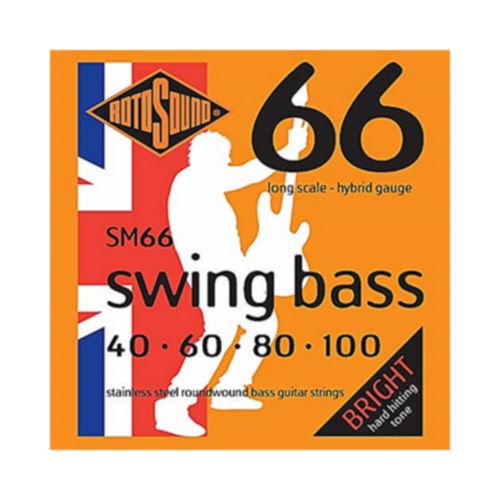 ROTOSOUND®
66
long scale - hybrid gauge
SM66
swing bass
40 • 60 • 80 • 100
stainless steel roundwound bass guitar strings
BRIGHT
hard hitting
tone